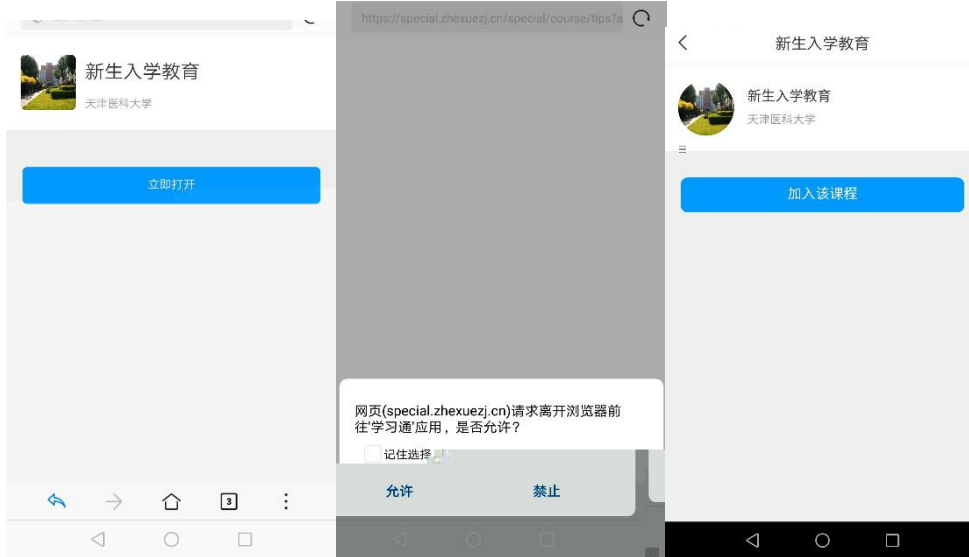 新生入学教育
天津医科大学
立即打开
3
https://special.zhexuezj.cn/special/course/tips?a
网页(special.zhexuezj.cn)请求离开浏览器前
往'学习通'应用，是否允许？
记住选择
允许
禁止
新生入学教育
新生入学教育
天津医科大学
加入该课程